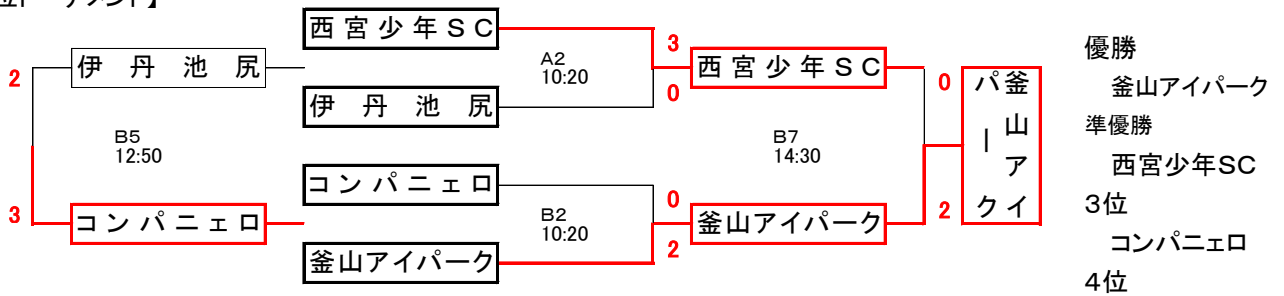 西宮少年SC
3
2
伊丹池尻
A2
10:20
西宮少年SC
0
伊丹池尻
0
B5
12:50
B7
14:30
釜山アイパーク
コンパニェロ
0
3
コンパニェロ
B2
10:20
釜山アイパーク
2
2
釜山アイパーク
優勝
釜山アイパーク
準優勝
西宮少年SC
3位
コンパニェロ
4位